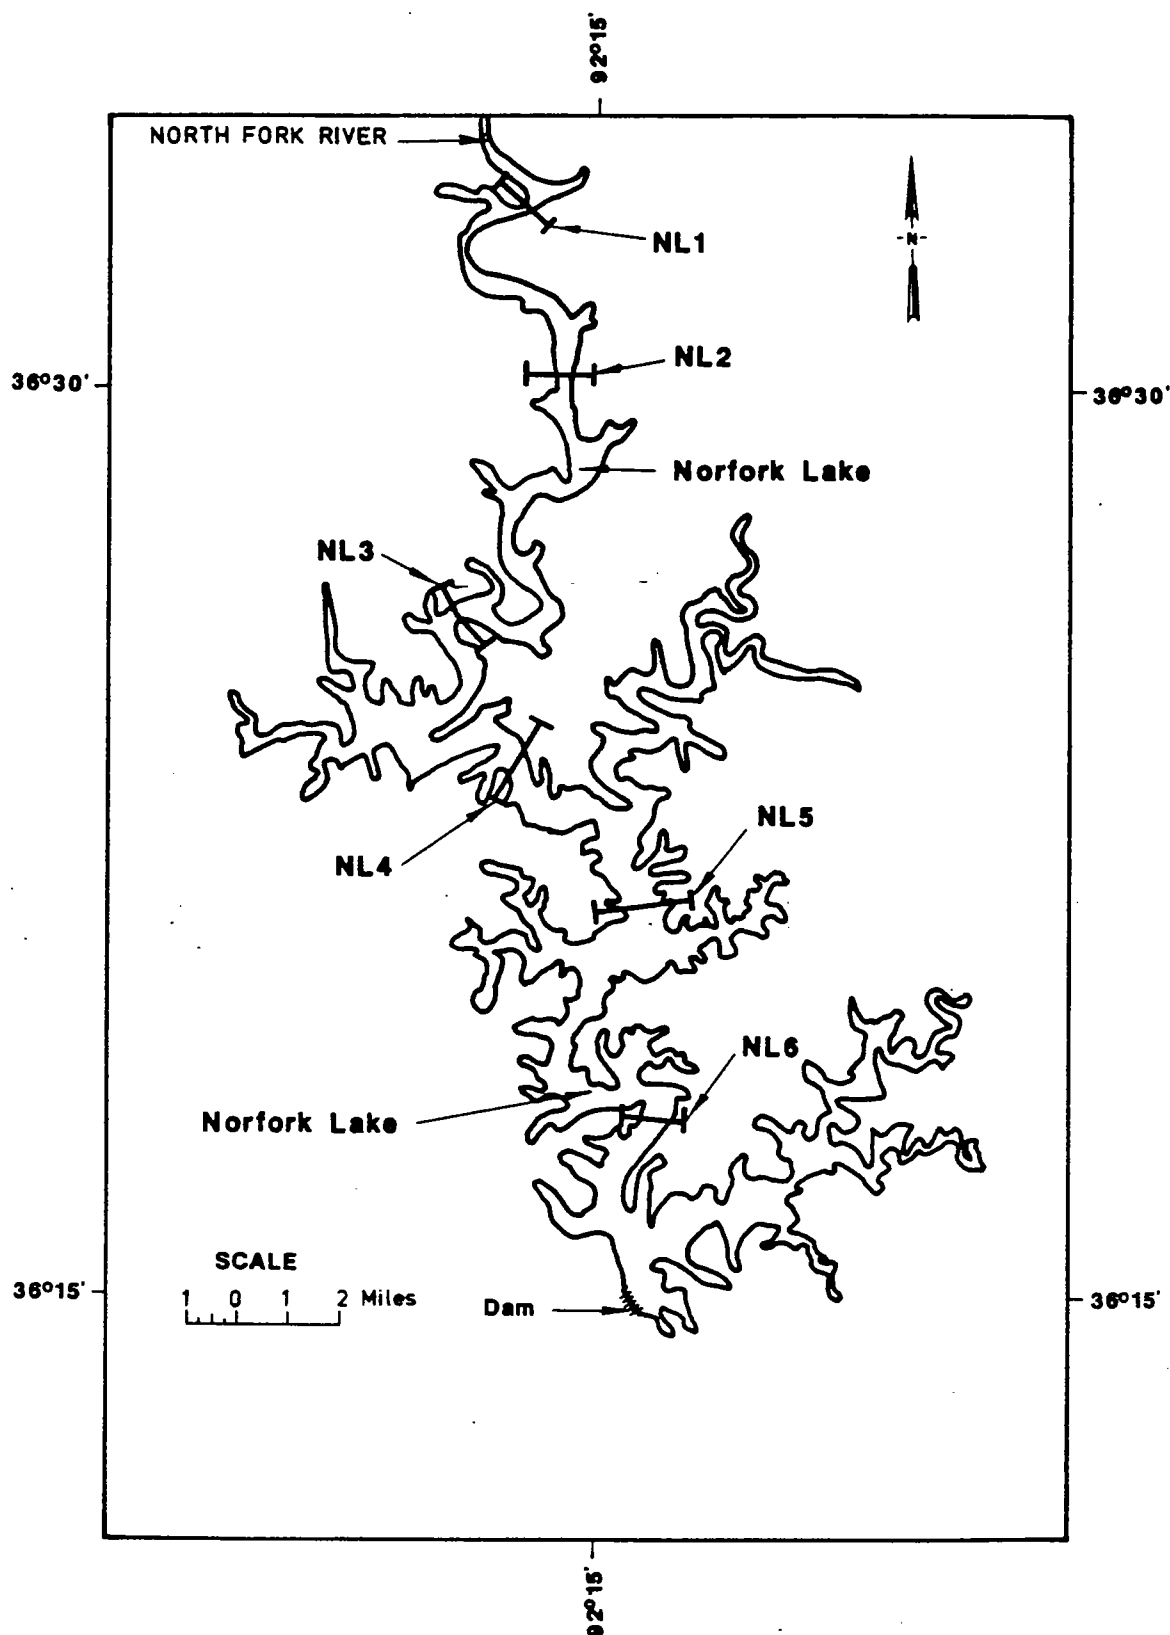 92°15'
NORTH FORK RIVER
NL1
-N-
NL2
36°30'
36°30'
Norfork Lake
NL3
NL5
NL4
NL6
Norfork Lake
SCALE
36°15'
1 0 1 2 Miles
Dam
36°15'
92°15'